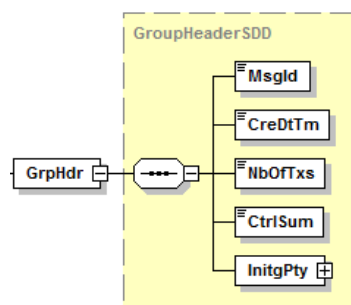 GroupHeaderSDD
MsgId
CreDtTm
GrpHdr
NbOfTxs
CtrlSum
InitgPty